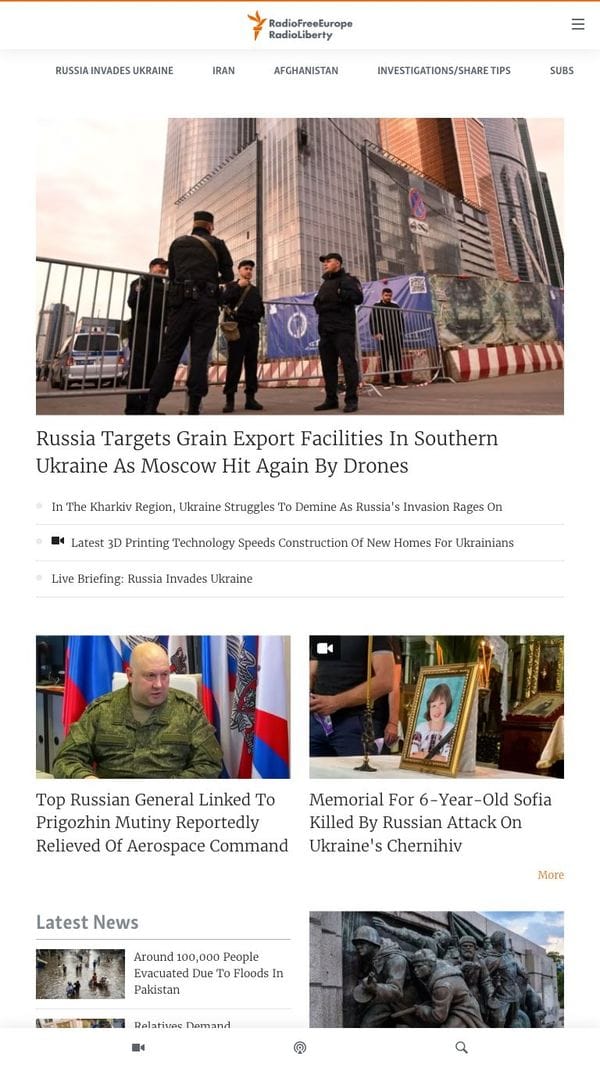 RadioFreeEurope
RadioLiberty
RUSSIA INVADES UKRAINE
IRAN
AFGHANISTAN
INVESTIGATIONS/SHARE TIPS
SUBS
Russia Targets Grain Export Facilities In Southern
Ukraine As Moscow Hit Again By Drones
In The Kharkiv Region, Ukraine Struggles To Demine As Russia's Invasion Rages On
Latest 3D Printing Technology Speeds Construction Of New Homes For Ukrainians
Live Briefing: Russia Invades Ukraine
Top Russian General Linked To
Prigozhin Mutiny Reportedly
Relieved Of Aerospace Command
Memorial For 6-Year-Old Sofia
Killed By Russian Attack On
Ukraine's Chernihiv
More
Latest News
Around 100,000 People
Evacuated Due To Floods In
Pakistan
Relatives Demand